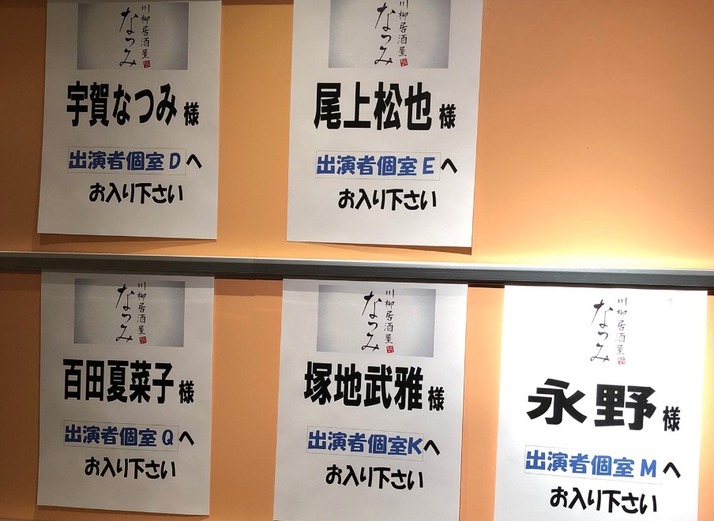 川柳居酒屋
なつみ
宇賀なつみ 様
出演者個室 D へ
お入り下さい
川柳居酒屋
なつみ
尾上松也 様
出演者個室 E へ
お入り下さい
川柳居酒屋
なつみ
百田夏菜子 様
出演者個室 Q へ
お入り下さい
川柳居酒屋
なつみ
塚地武雅 様
出演者個室K へ
お入り下さい
川柳居酒屋
なつみ
永野 様
出演者個室 M へ
お入り下さい